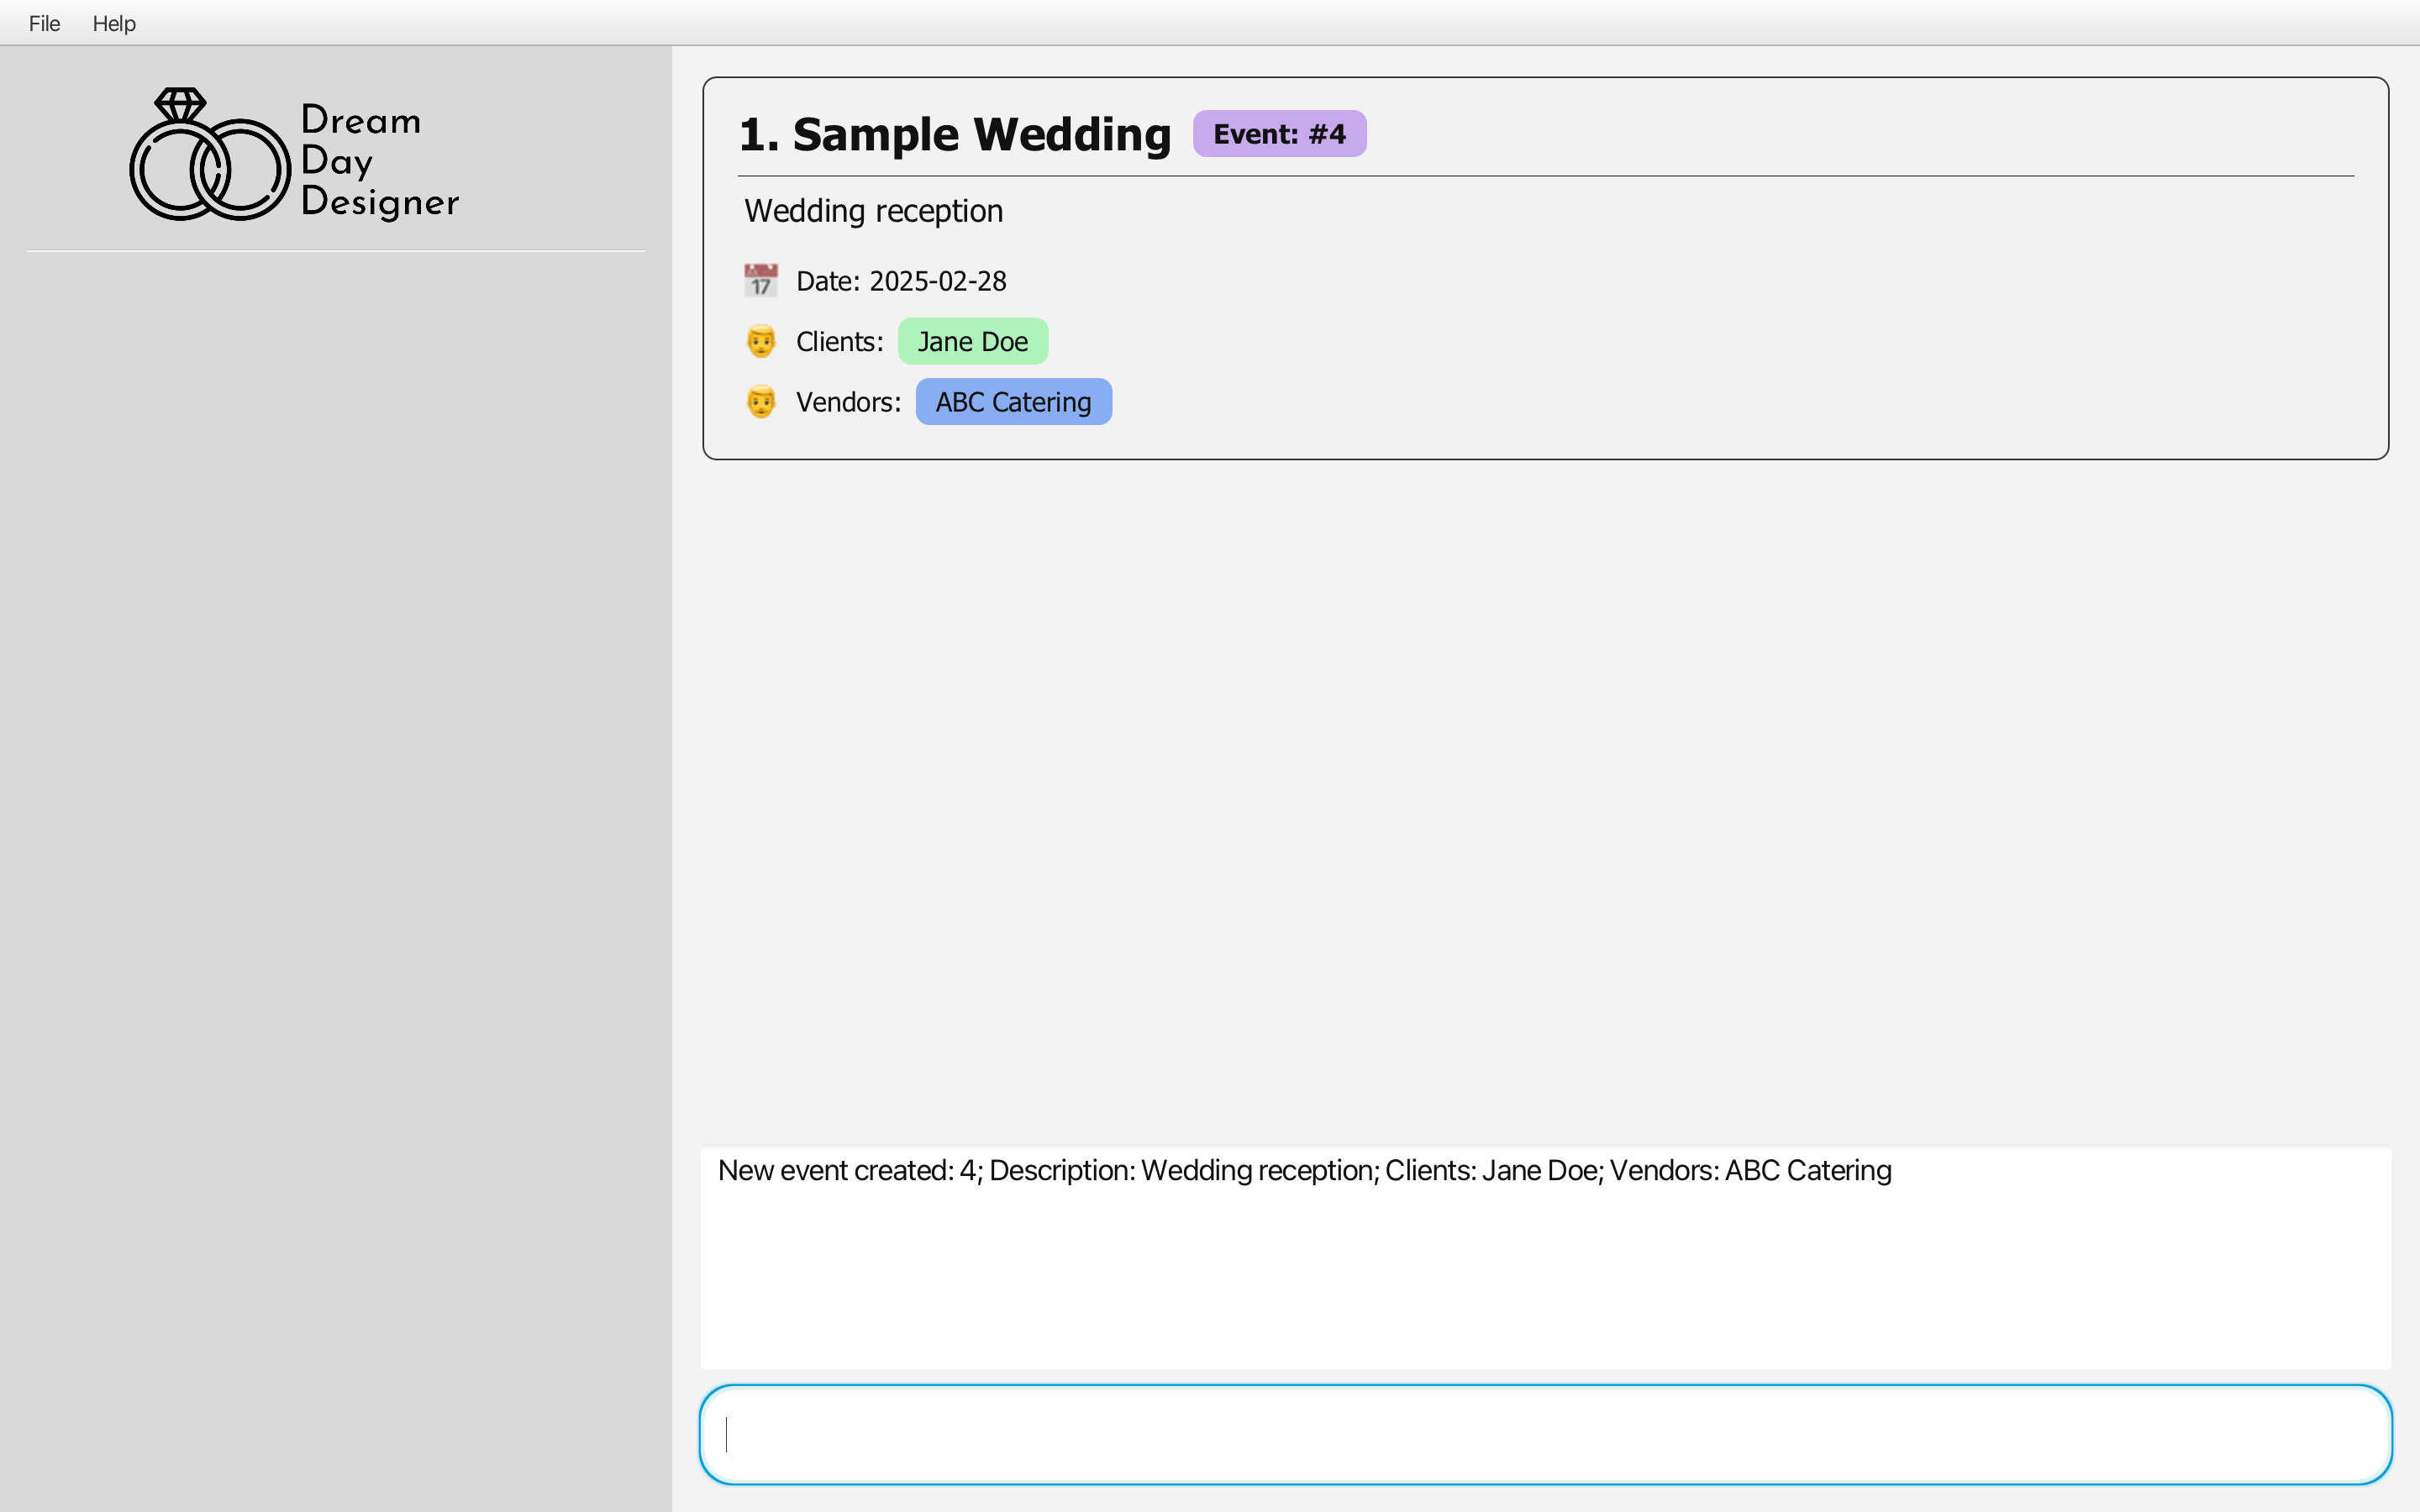 File Help
Dream
Day
Designer
1. Sample Wedding Event: #4
Wedding reception
17 Date: 2025-02-28
Clients: Jane Doe
Vendors: ABC Catering
New event created: 4; Description: Wedding reception; Clients: Jane Doe; Vendors: ABC Catering